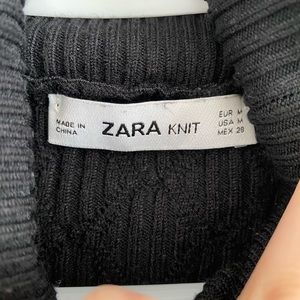 MADE IN
CHINA
ZARA KNIT
EUR M
USA M
MEX 28